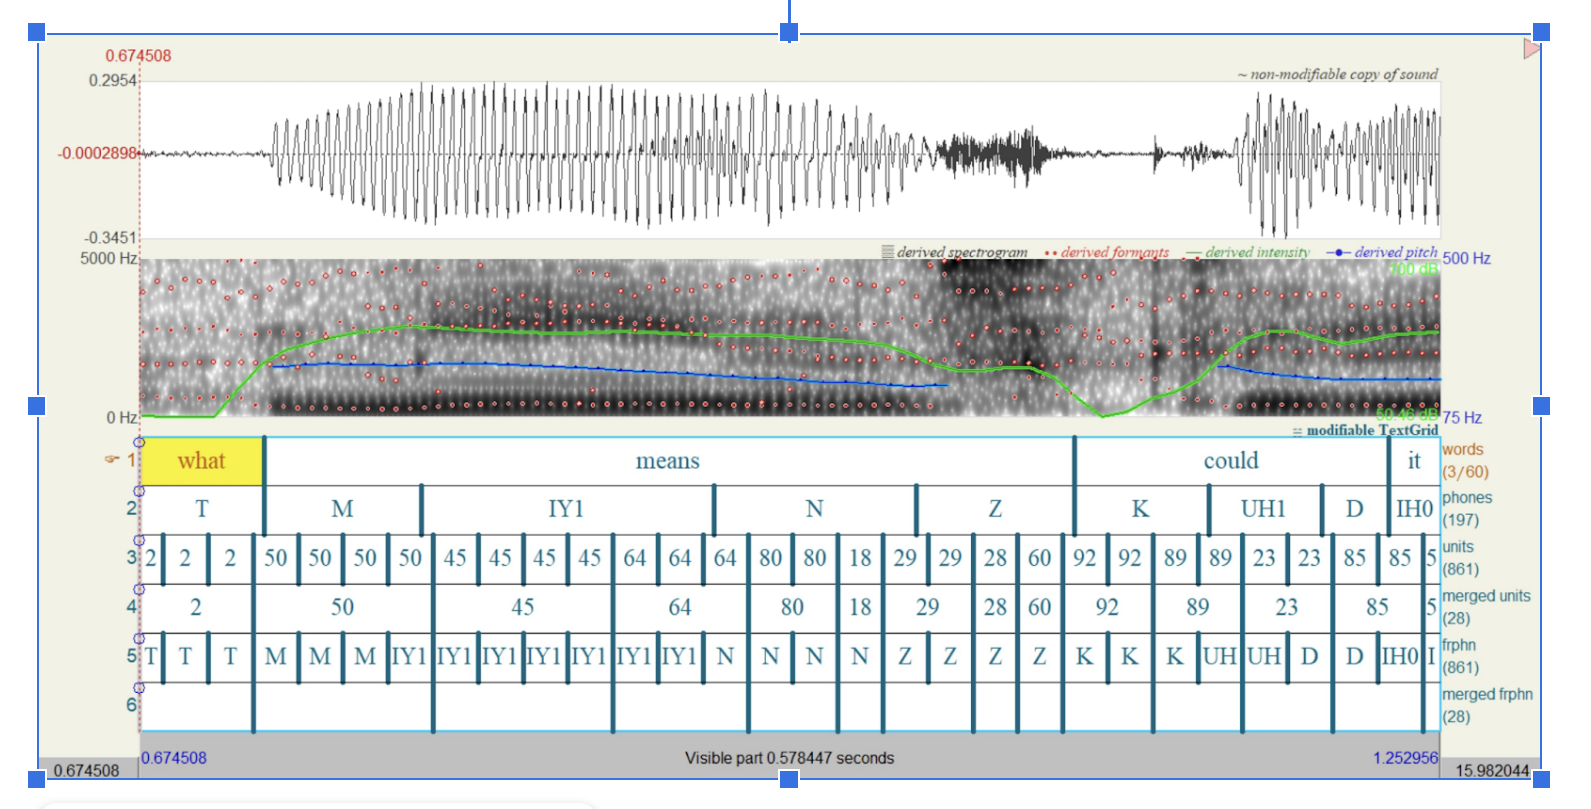 0.674508
0.2954
~ non-modifiable copy of sound
-0.0002898
-0.3451
derived spectrogram derived formants derived intensity derived pitch
5000 Hz 500 Hz
100 dB
50.46 dB
0 Hz 75 Hz
modifiable TextGrid
1 what means could it words (3/60)
2 T M IY1 N Z K UH1 D IH0 phones (197)
3 2 2 2 50 50 50 50 45 45 45 45 64 64 64 80 80 18 29 29 28 60 92 92 89 89 23 23 85 85 5 units (861)
4 2 50 45 64 80 18 29 28 60 92 89 23 85 5 merged units (28)
5 T T T M M M IY1 IY1 IY1 IY1 IY1 IY1 IY1 N N N N Z Z Z Z K K K UH UH D D IH0 I frphn (861)
6 merged frphn (28)
0.674508 Visible part 0.578447 seconds 1.252956
0.674508 15.982044